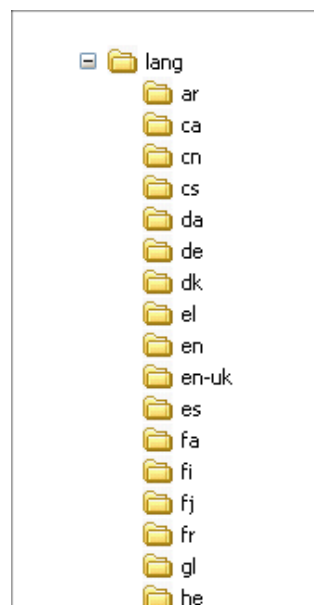 lang
ar
ca
cn
cs
da
de
dk
el
en
en-uk
es
fa
fi
fj
fr
gl
he